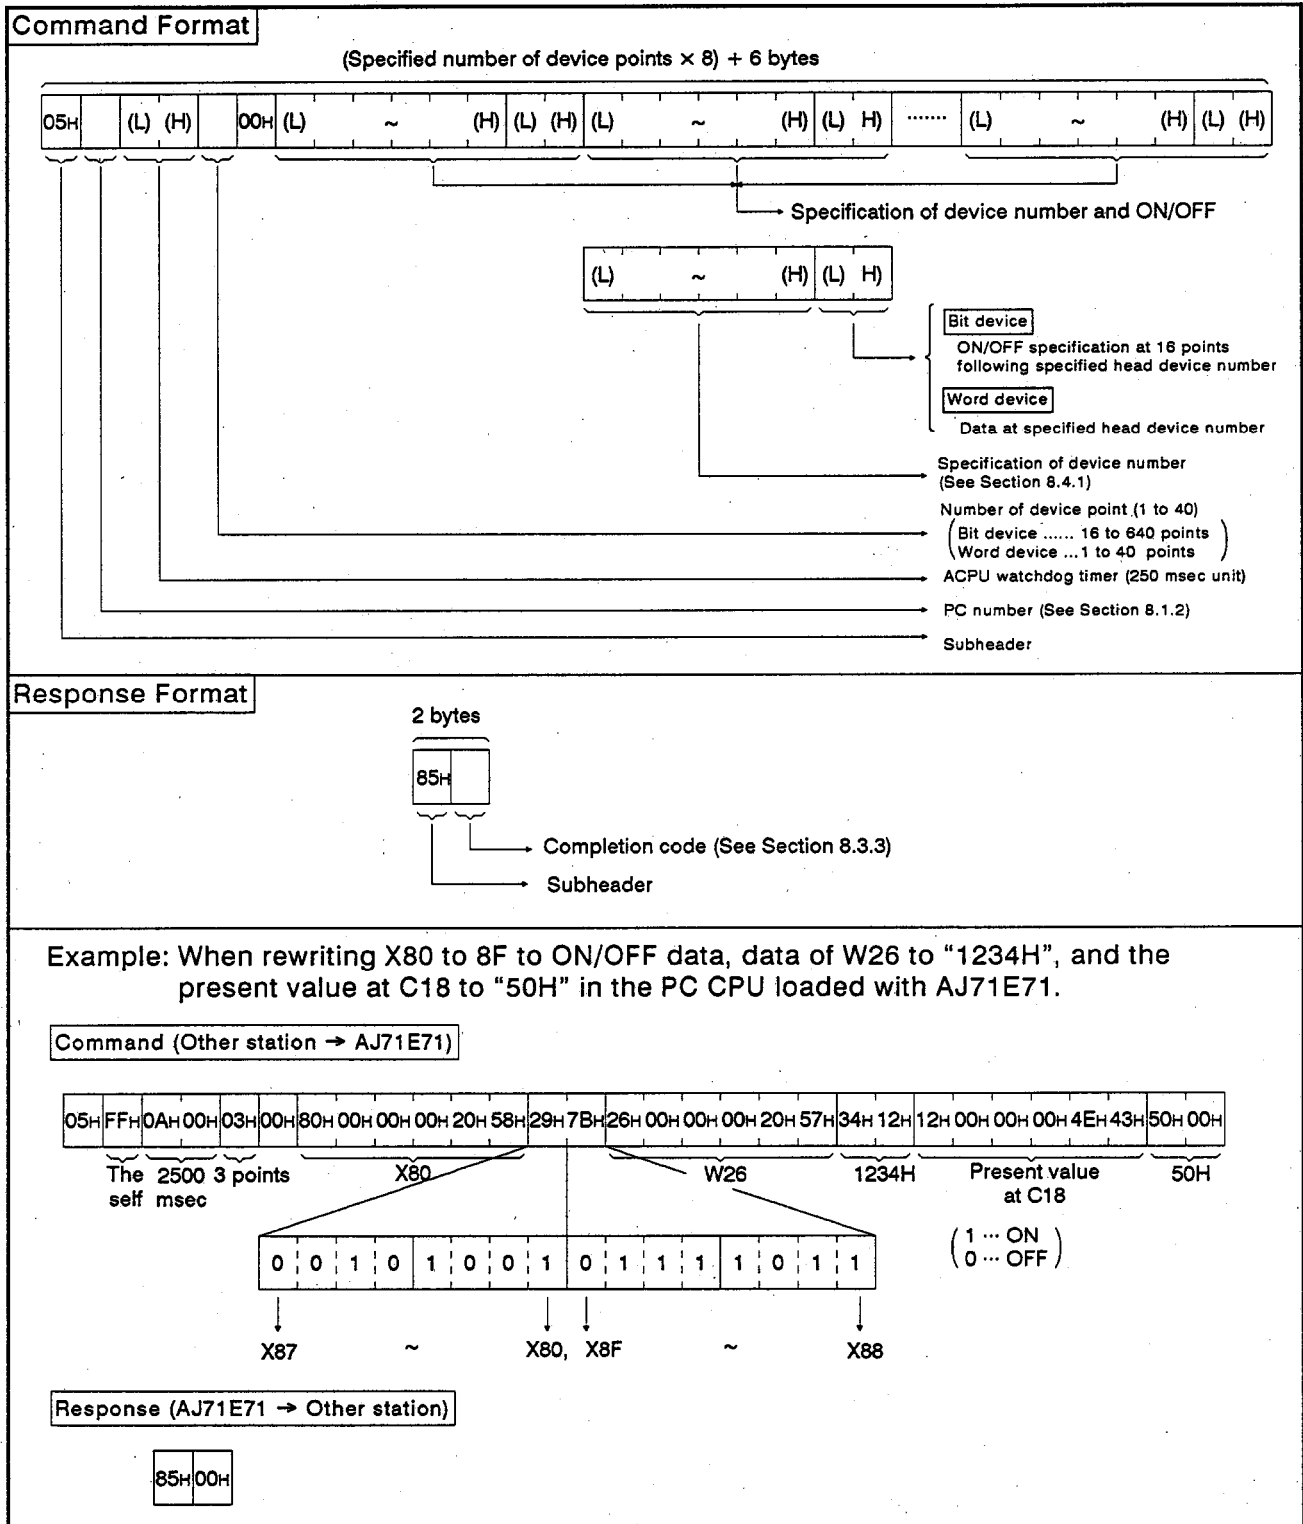 Command Format
(Specified number of device points × 8) + 6 bytes
05H (L) (H) 00H (L) ~ (H) (L) (H) (L) ~ (H) (L) H) ······· (L) ~ (H) (L) (H)
Specification of device number and ON/OFF
(L) ~ (H) (L) H)
Bit device
ON/OFF specification at 16 points
following specified head device number
Word device
Data at specified head device number
Specification of device number
(See Section 8.4.1)
Number of device point (1 to 40)
(Bit device ...... 16 to 640 points
Word device ...1 to 40 points)
ACPU watchdog timer (250 msec unit)
PC number (See Section 8.1.2)
Subheader
Response Format
2 bytes
85H
Completion code (See Section 8.3.3)
Subheader
Example: When rewriting X80 to 8F to ON/OFF data, data of W26 to “1234H”, and the
present value at C18 to “50H” in the PC CPU loaded with AJ71E71.
Command (Other station → AJ71E71)
05H FFH 0AH 00H 03H 00H 80H 00H 00H 00H 20H 58H 29H 7BH 26H 00H 00H 00H 20H 57H 34H 12H 12H 00H 00H 00H 4EH 43H 50H 00H
The 2500 3 points X80 W26 1234H Present value 50H
self msec at C18
0 0 1 0 1 0 0 1 0 1 1 1 1 0 1 1
(1 ··· ON
0 ··· OFF)
X87 ~ X80, X8F ~ X88
Response (AJ71E71 → Other station)
85H 00H